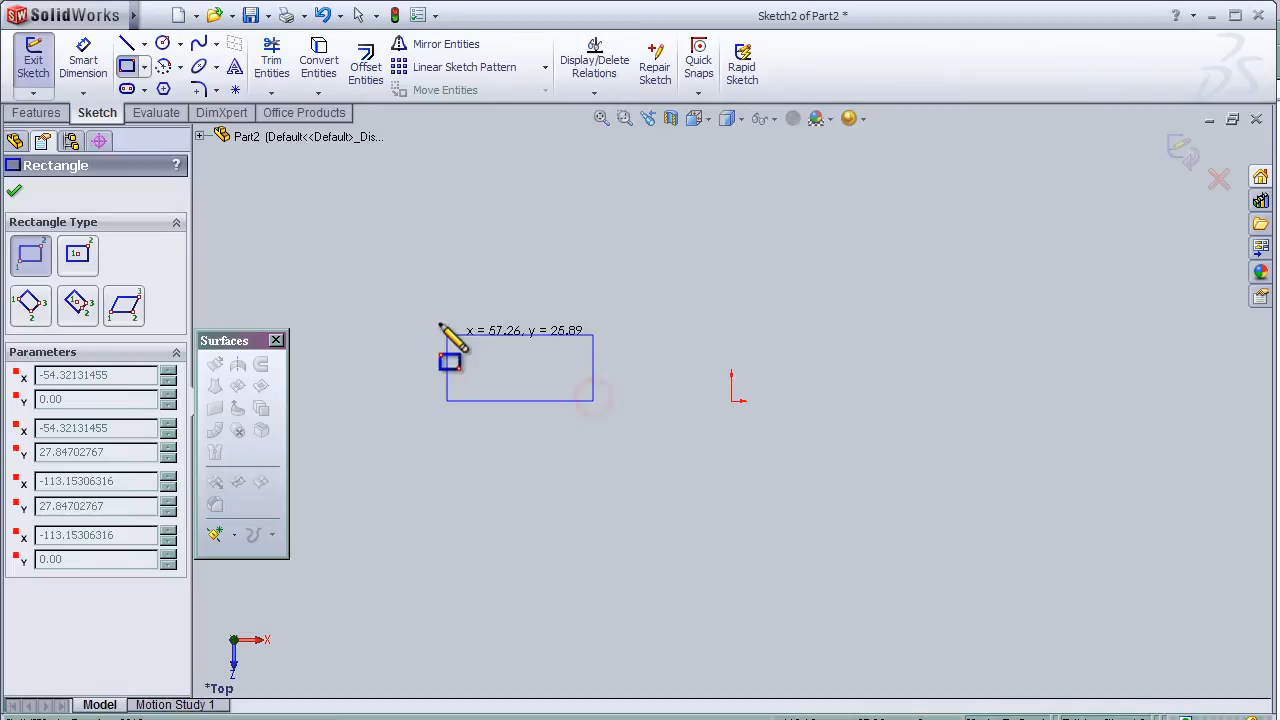 SolidWorks
Sketch2 of Part2 *
Exit Sketch
Smart Dimension
Trim Entities
Convert Entities
Offset Entities
Mirror Entities
Linear Sketch Pattern
Move Entities
Display/Delete Relations
Repair Sketch
Quick Snaps
Rapid Sketch
Features
Sketch
Evaluate
DimXpert
Office Products
Part2 (Default<<Default>_Dis...
Rectangle
?
Rectangle Type
Parameters
X -54.32131455
Y 0.00
X -54.32131455
Y 27.84702767
X -113.15306316
Y 27.84702767
X -113.15306316
Y 0.00
Surfaces
x = 57.26, y = 25.89
X
Z
*Top
Model
Motion Study 1